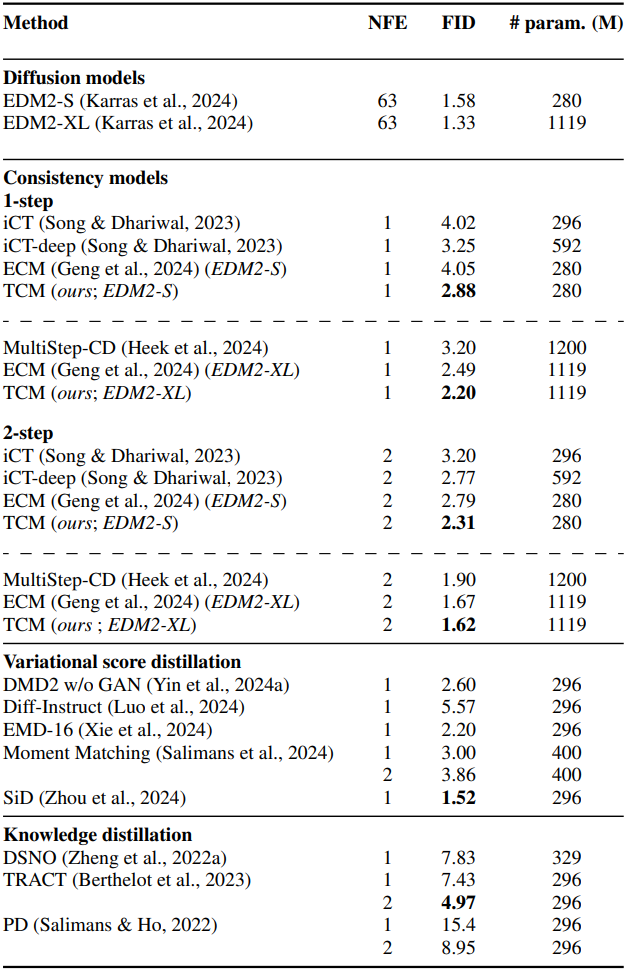 Method NFE FID # param. (M)
Diffusion models
EDM2-S (Karras et al., 2024) 63 1.58 280
EDM2-XL (Karras et al., 2024) 63 1.33 1119
Consistency models
1-step
iCT (Song & Dhariwal, 2023) 1 4.02 296
iCT-deep (Song & Dhariwal, 2023) 1 3.25 592
ECM (Geng et al., 2024) (EDM2-S) 1 4.05 280
TCM (ours; EDM2-S) 1 2.88 280
MultiStep-CD (Heek et al., 2024) 1 3.20 1200
ECM (Geng et al., 2024) (EDM2-XL) 1 2.49 1119
TCM (ours; EDM2-XL) 1 2.20 1119
2-step
iCT (Song & Dhariwal, 2023) 2 3.20 296
iCT-deep (Song & Dhariwal, 2023) 2 2.77 592
ECM (Geng et al., 2024) (EDM2-S) 2 2.79 280
TCM (ours; EDM2-S) 2 2.31 280
MultiStep-CD (Heek et al., 2024) 2 1.90 1200
ECM (Geng et al., 2024) (EDM2-XL) 2 1.67 1119
TCM (ours ; EDM2-XL) 2 1.62 1119
Variational score distillation
DMD2 w/o GAN (Yin et al., 2024a) 1 2.60 296
Diff-Instruct (Luo et al., 2024) 1 5.57 296
EMD-16 (Xie et al., 2024) 1 2.20 296
Moment Matching (Salimans et al., 2024) 1 3.00 400
2 3.86 400
SiD (Zhou et al., 2024) 1 1.52 296
Knowledge distillation
DSNO (Zheng et al., 2022a) 1 7.83 329
TRACT (Berthelot et al., 2023) 1 7.43 296
2 4.97 296
PD (Salimans & Ho, 2022) 1 15.4 296
2 8.95 296